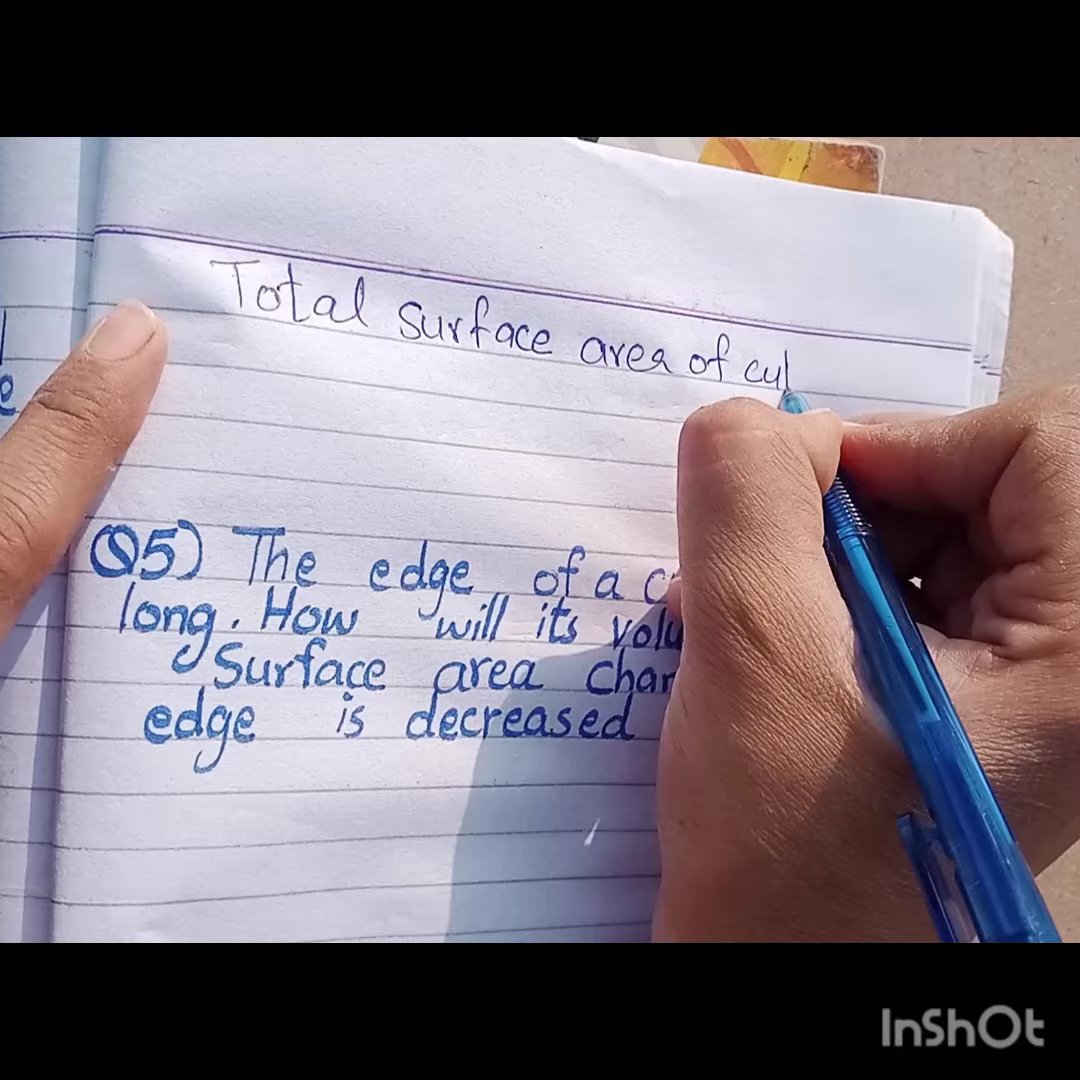 Total surface area of cul
Q5) The edge of a c
long. How will its volu
Surface area chan
edge is decreased
InShOt